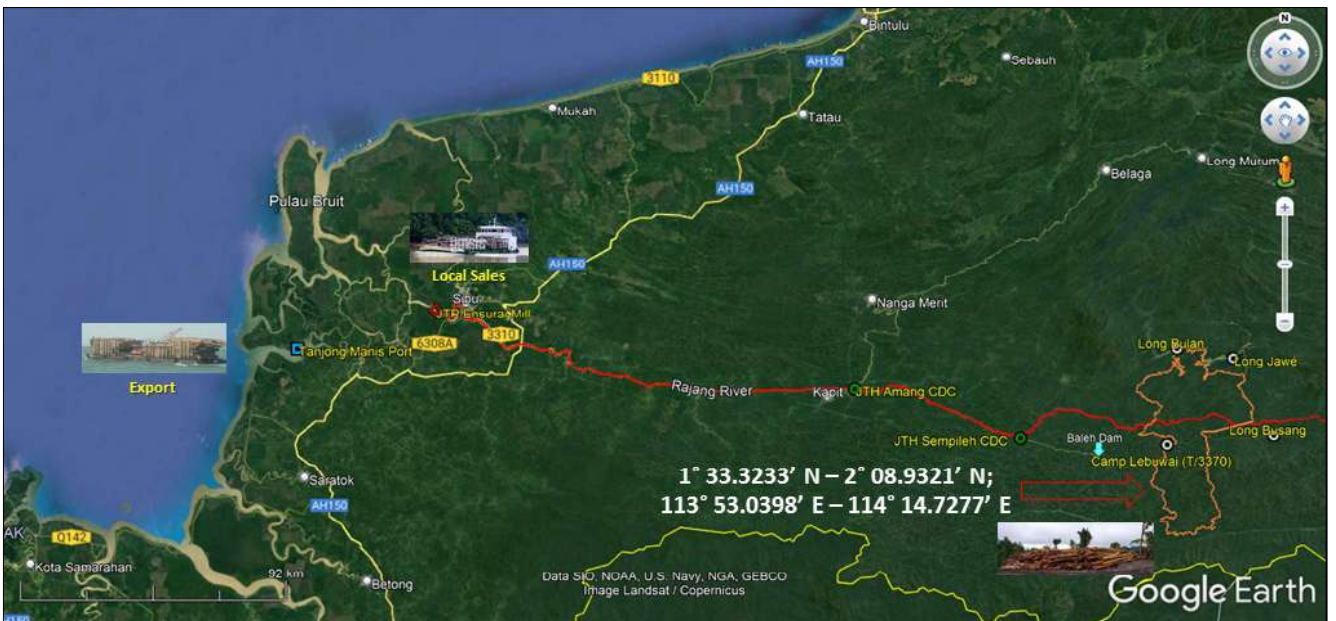 N
Bintulu
AH150
Sebauh
3110
Mukah
Tatau
Long Murum
Belaga
AH150
Pulau Bruit
AH150
Local Sales
Sibu
Nanga Merit
JTP Ensurai Mill
3310
6308A
Tanjong Manis Port
Long Bulan
Long Jawe
Export
Rajang River
Kapit
JTH Amang CDC
JTH Sempileh CDC
Baleh Dam
Long Busang
Camp Lebuwai (T/3370)
1° 33.3233’ N – 2° 08.9321’ N;
113° 53.0398’ E – 114° 14.7277’ E
Saratok
AH150
AK
Q142
Kota Samarahan
92 km
Betong
Data SIO, NOAA, U.S. Navy, NGA, GEBCO
Image Landsat / Copernicus
Google Earth
AH150